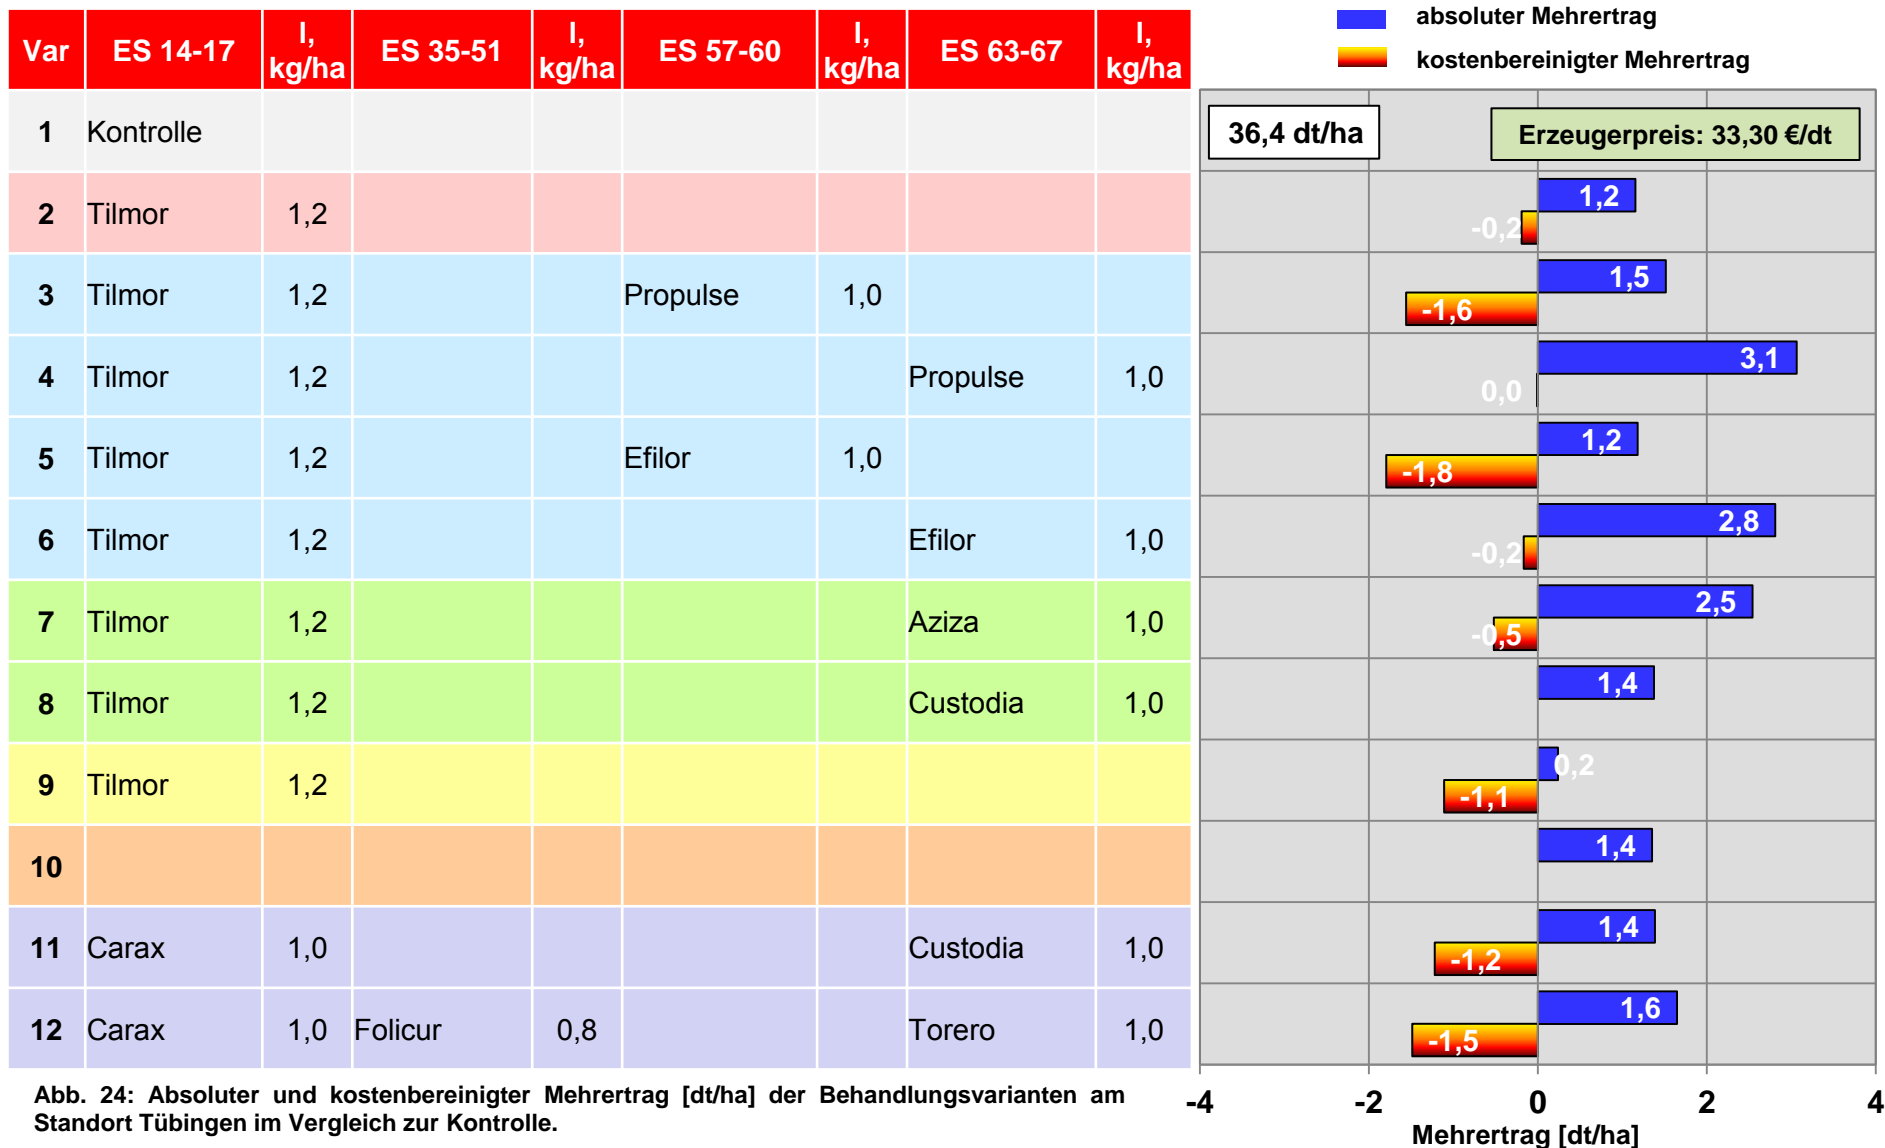 absoluter Mehrertrag
kostenbereinigter Mehrertrag
Var ES 14-17 l, kg/ha ES 35-51 l, kg/ha ES 57-60 l, kg/ha ES 63-67 l, kg/ha
1 Kontrolle 36,4 dt/ha Erzeugerpreis: 33,30 €/dt
2 Tilmor 1,2 1,2
-0,2
3 Tilmor 1,2 Propulse 1,0 1,5
-1,6
4 Tilmor 1,2 Propulse 1,0 3,1
0,0
5 Tilmor 1,2 Efilor 1,0 1,2
-1,8
6 Tilmor 1,2 Efilor 1,0 2,8
-0,2
7 Tilmor 1,2 Aziza 1,0 2,5
-0,5
8 Tilmor 1,2 Custodia 1,0 1,4
9 Tilmor 1,2 0,2
-1,1
10 1,4
11 Carax 1,0 Custodia 1,0 1,4
-1,2
12 Carax 1,0 Folicur 0,8 Torero 1,0 1,6
-1,5
-4 -2 0 2 4
Mehrertrag [dt/ha]
Abb. 24: Absoluter und kostenbereinigter Mehrertrag [dt/ha] der Behandlungsvarianten am
Standort Tübingen im Vergleich zur Kontrolle.